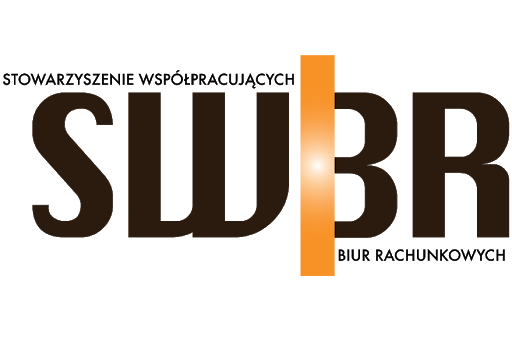 STOWARZYSZENIE WSPÓŁPRACUJĄCYCH
SWBR
BIUR RACHUNKOWYCH